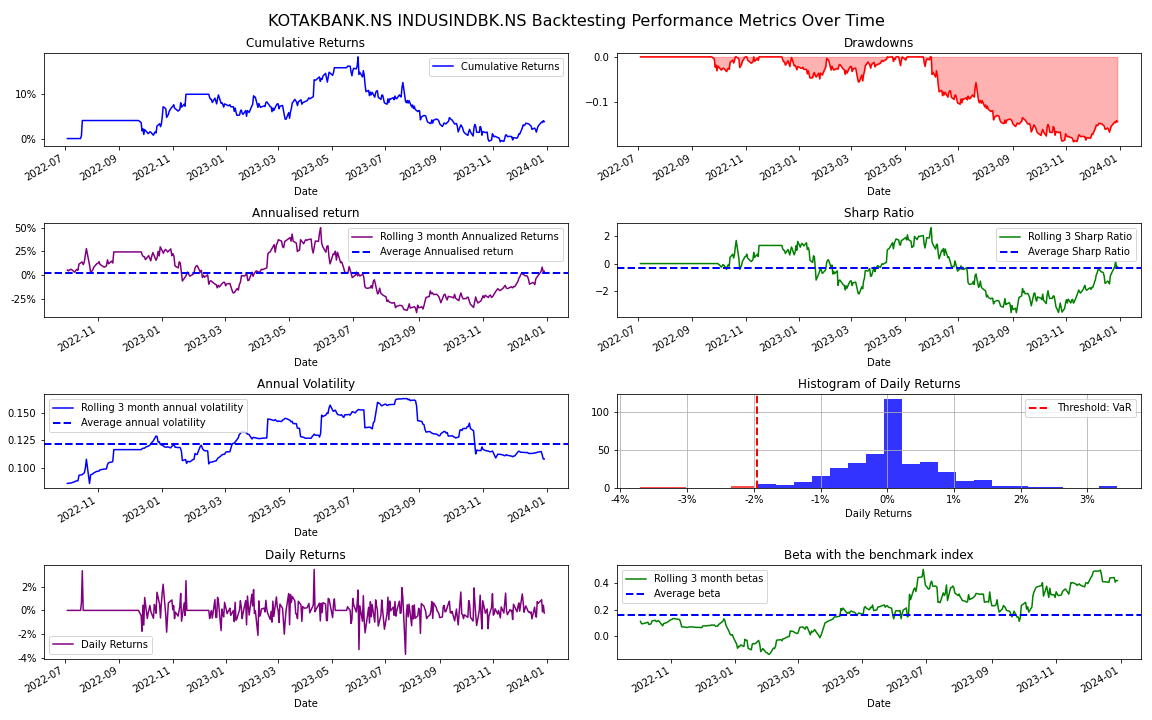 KOTAKBANK.NS INDUSINDBK.NS Backtesting Performance Metrics Over Time
Cumulative Returns
Cumulative Returns
10%
0%
2022-07 2022-09 2022-11 2023-01 2023-03 2023-05 2023-07 2023-09 2023-11 2024-01
Date
Drawdowns
0.0
−0.1
2022-07 2022-09 2022-11 2023-01 2023-03 2023-05 2023-07 2023-09 2023-11 2024-01
Date
Annualised return
Rolling 3 month Annualized Returns
Average Annualised return
50%
25%
0%
-25%
2022-11 2023-01 2023-03 2023-05 2023-07 2023-09 2023-11 2024-01
Date
Sharp Ratio
Rolling 3 Sharp Ratio
Average Sharp Ratio
2
0
−2
2022-07 2022-09 2022-11 2023-01 2023-03 2023-05 2023-07 2023-09 2023-11 2024-01
Date
Annual Volatility
Rolling 3 month annual volatility
Average annual volatility
0.150
0.125
0.100
2022-11 2023-01 2023-03 2023-05 2023-07 2023-09 2023-11 2024-01
Date
Histogram of Daily Returns
Threshold: VaR
100
50
0
-4% -3% -2% -1% 0% 1% 2% 3%
Daily Returns
Daily Returns
2%
0%
-2%
-4%
Daily Returns
2022-07 2022-09 2022-11 2023-01 2023-03 2023-05 2023-07 2023-09 2023-11 2024-01
Date
Beta with the benchmark index
Rolling 3 month betas
Average beta
0.4
0.2
0.0
2022-11 2023-01 2023-03 2023-05 2023-07 2023-09 2023-11 2024-01
Date